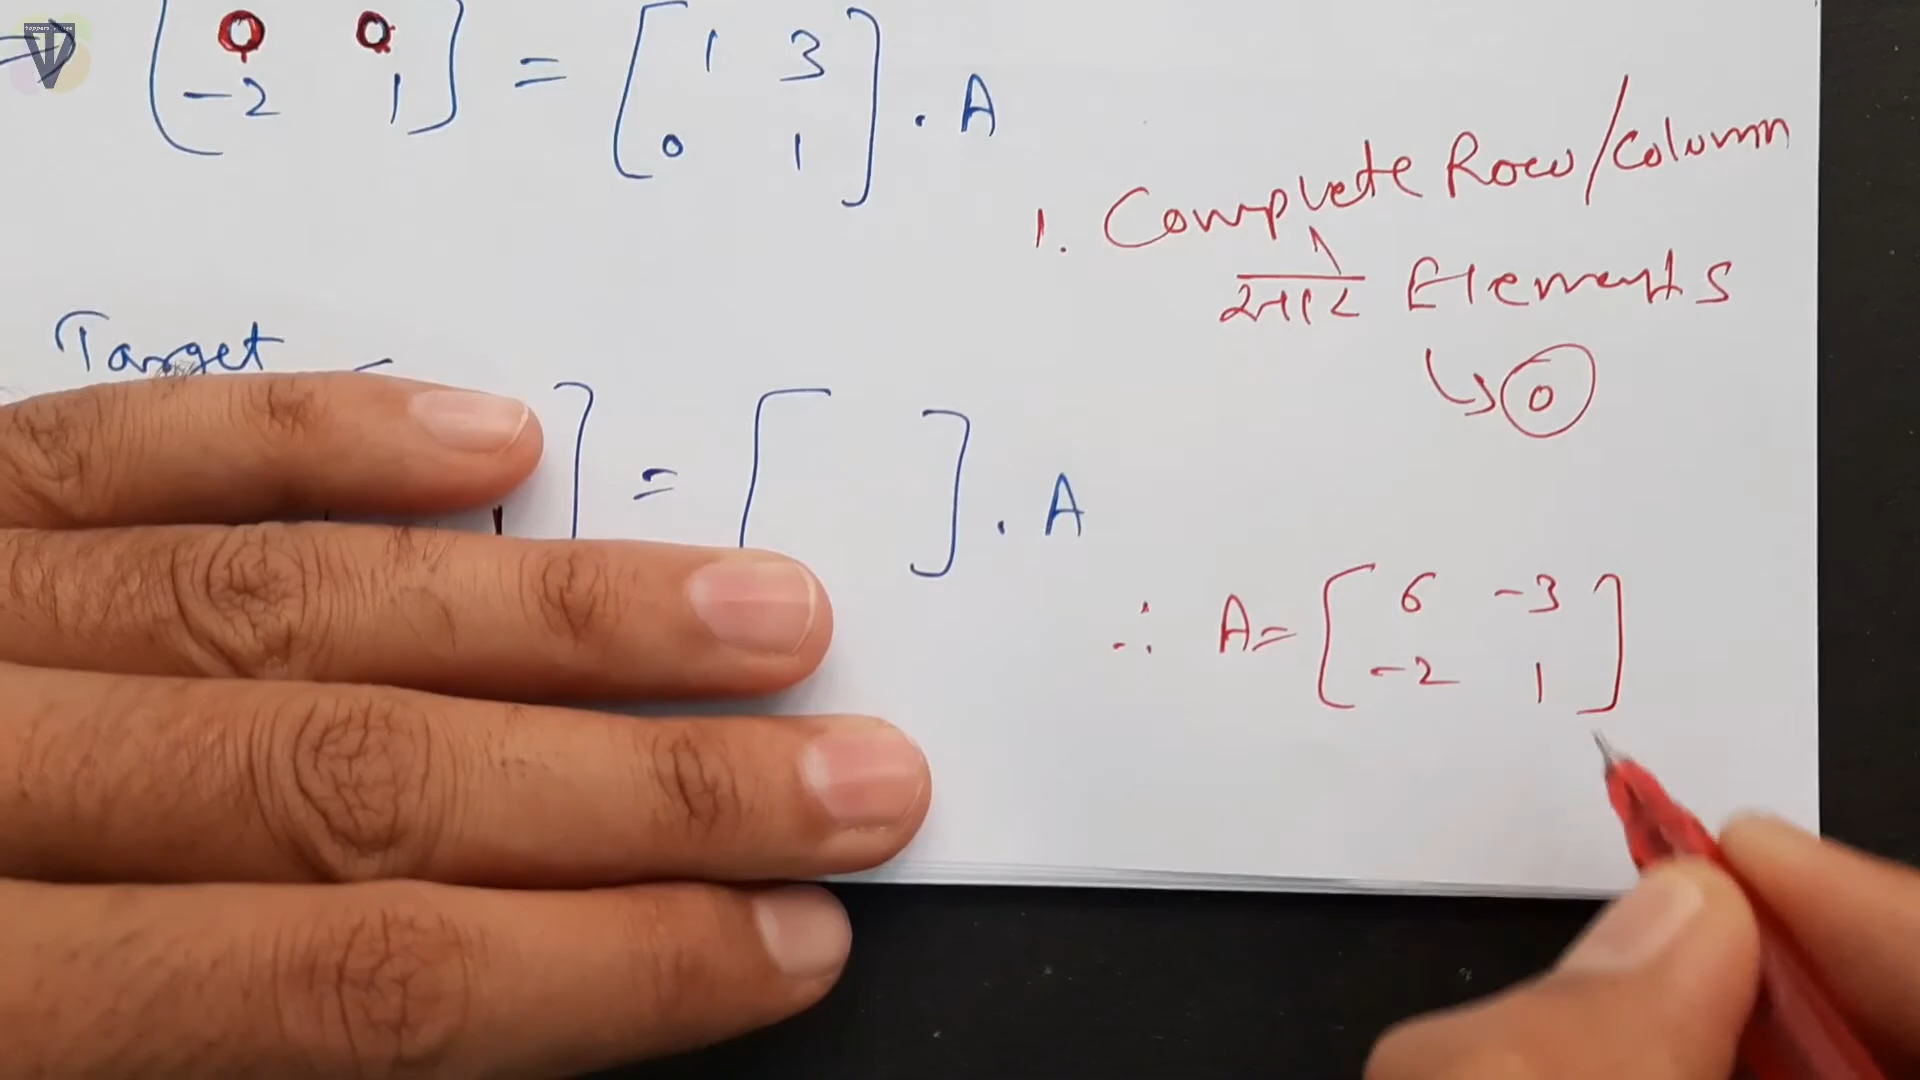 ⇒ [ 0 0 = [ 1 3
-2 1 ] 0 1 ] . A
1. Complete Row/Column
सार Elements
↳ 0
Target
1 ] = [ ] . A
∴ A = [ 6 -3
-2 1 ]